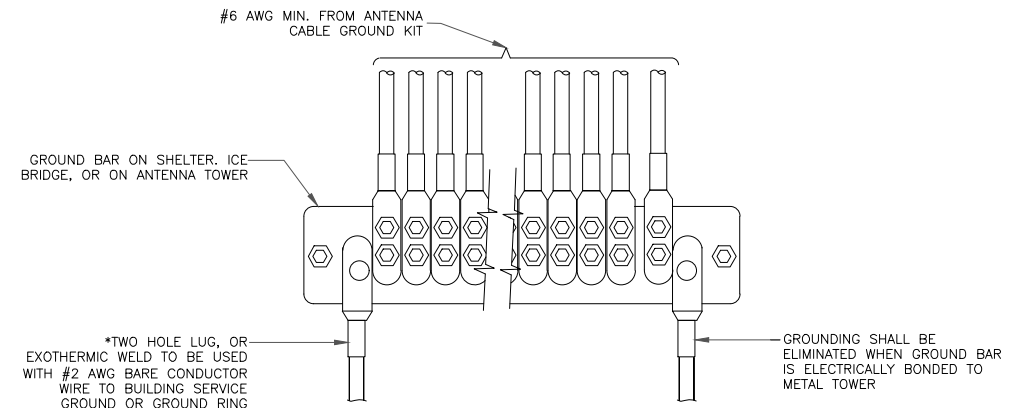 #6 AWG MIN. FROM ANTENNA
CABLE GROUND KIT
GROUND BAR ON SHELTER. ICE
BRIDGE, OR ON ANTENNA TOWER
*TWO HOLE LUG, OR
EXOTHERMIC WELD TO BE USED
WITH #2 AWG BARE CONDUCTOR
WIRE TO BUILDING SERVICE
GROUND OR GROUND RING
GROUNDING SHALL BE
ELIMINATED WHEN GROUND BAR
IS ELECTRICALLY BONDED TO
METAL TOWER